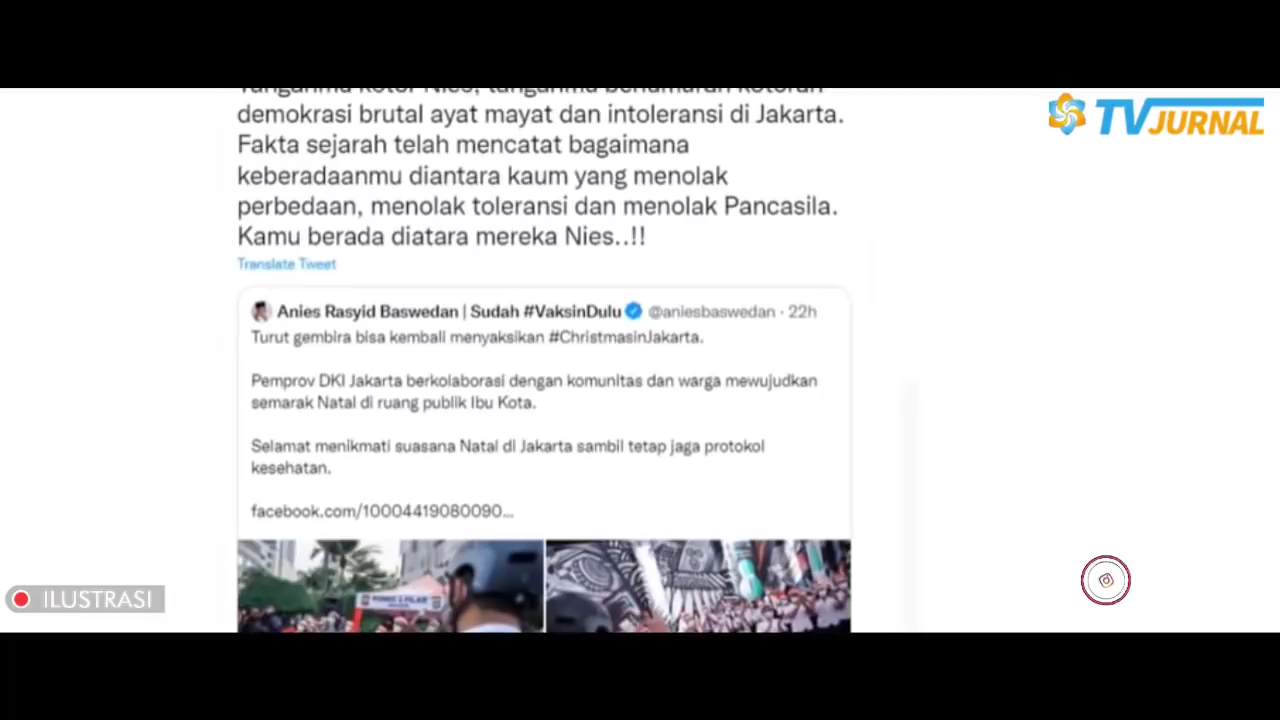 TVJURNAL
demokrasi brutal ayat mayat dan intoleransi di Jakarta.
Fakta sejarah telah mencatat bagaimana
keberadaanmu diantara kaum yang menolak
perbedaan, menolak toleransi dan menolak Pancasila.
Kamu berada diatara mereka Nies..!!
Translate Tweet
Anies Rasyid Baswedan | Sudah #VaksinDulu @aniesbaswedan · 22h
Turut gembira bisa kembali menyaksikan #ChristmasinJakarta.
Pemprov DKI Jakarta berkolaborasi dengan komunitas dan warga mewujudkan
semarak Natal di ruang publik Ibu Kota.
Selamat menikmati suasana Natal di Jakarta sambil tetap jaga protokol
kesehatan.
facebook.com/10004419080090...
ILUSTRASI